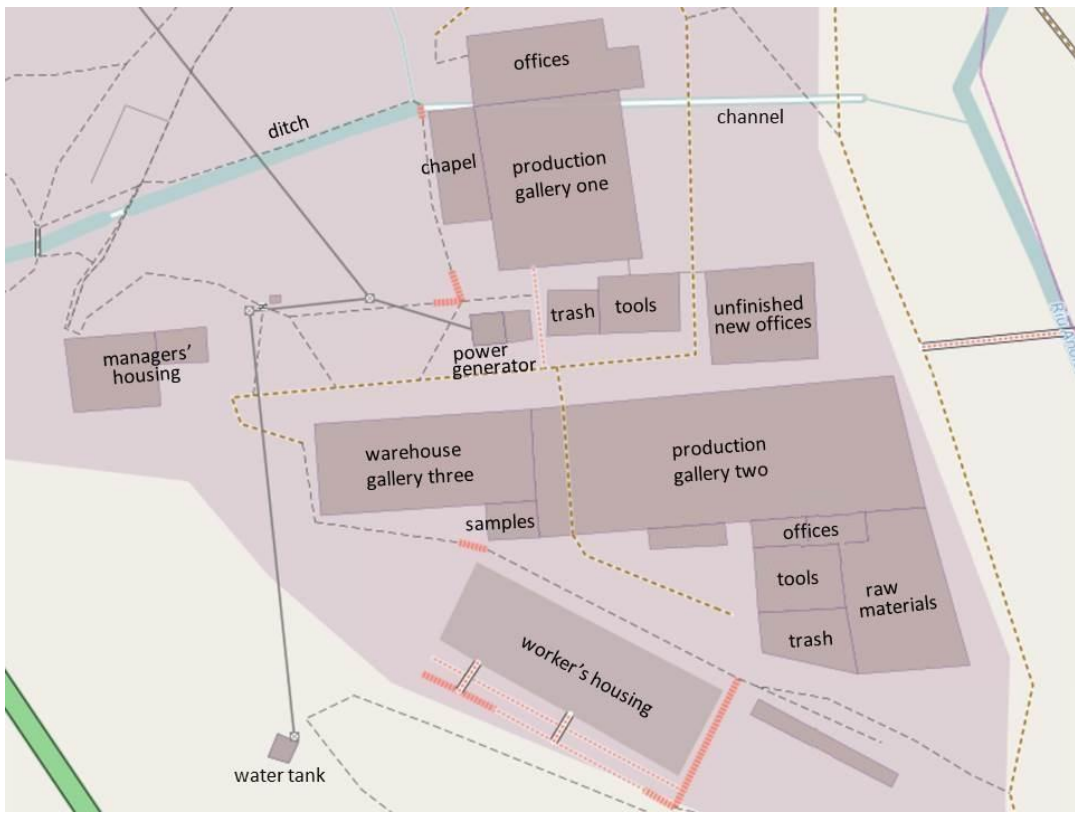 offices
ditch
channel
chapel
production
gallery one
trash
tools
unfinished
new offices
managers'
housing
power
generator
warehouse
gallery three
production
gallery two
samples
offices
tools
raw
materials
trash
worker's housing
water tank